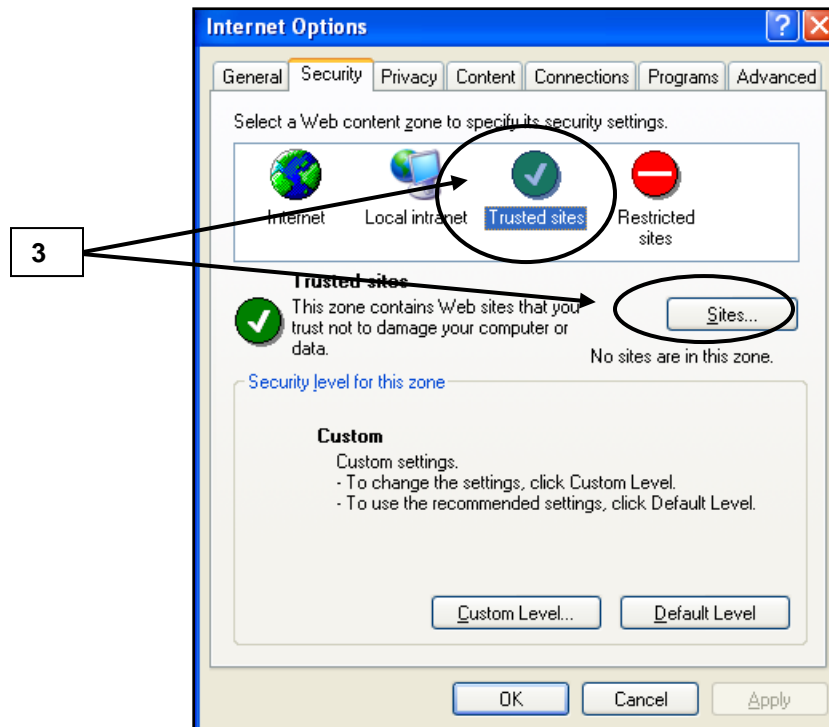 Internet Options
General Security Privacy Content Connections Programs Advanced
Select a Web content zone to specify its security settings.
Internet Local intranet Trusted sites Restricted sites
3
Trusted sites
This zone contains Web sites that you
trust not to damage your computer or
data.
Sites...
No sites are in this zone.
Security level for this zone
Custom
Custom settings.
- To change the settings, click Custom Level.
- To use the recommended settings, click Default Level.
Custom Level... Default Level
OK Cancel Apply